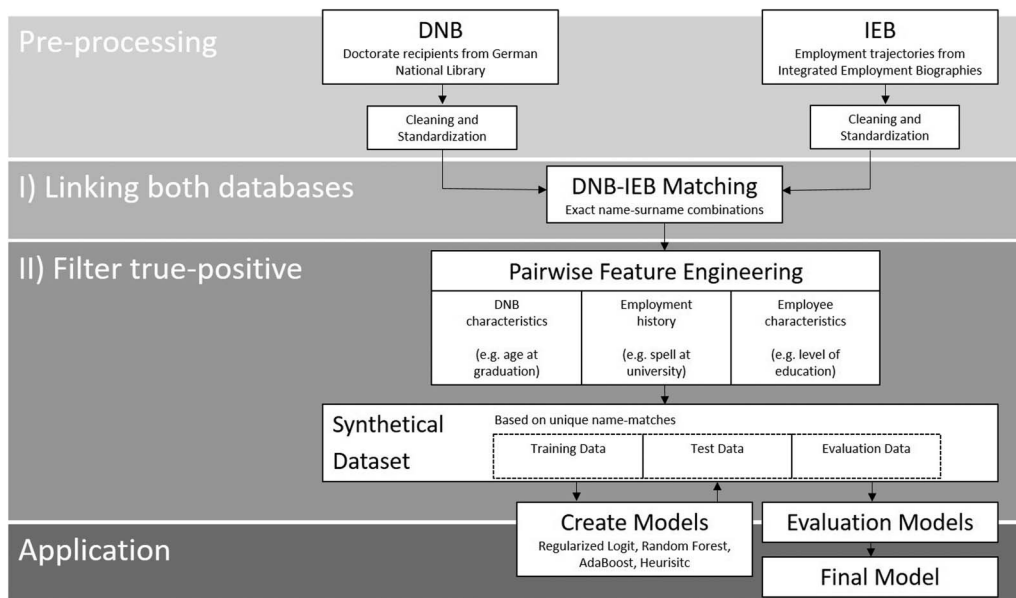 Pre-processing
DNB
Doctorate recipients from German
National Library
IEB
Employment trajectories from
Integrated Employment Biographies
Cleaning and
Standardization
Cleaning and
Standardization
I) Linking both databases
DNB-IEB Matching
Exact name-surname combinations
II) Filter true-positive
Pairwise Feature Engineering
DNB
characteristics
(e.g. age at
graduation)
Employment
history
(e.g. spell at
university)
Employee
characteristics
(e.g. level of
education)
Synthetical
Dataset
Based on unique name-matches
Training Data
Test Data
Evaluation Data
Create Models
Regularized Logit, Random Forest,
AdaBoost, Heurisitc
Evaluation Models
Application
Final Model